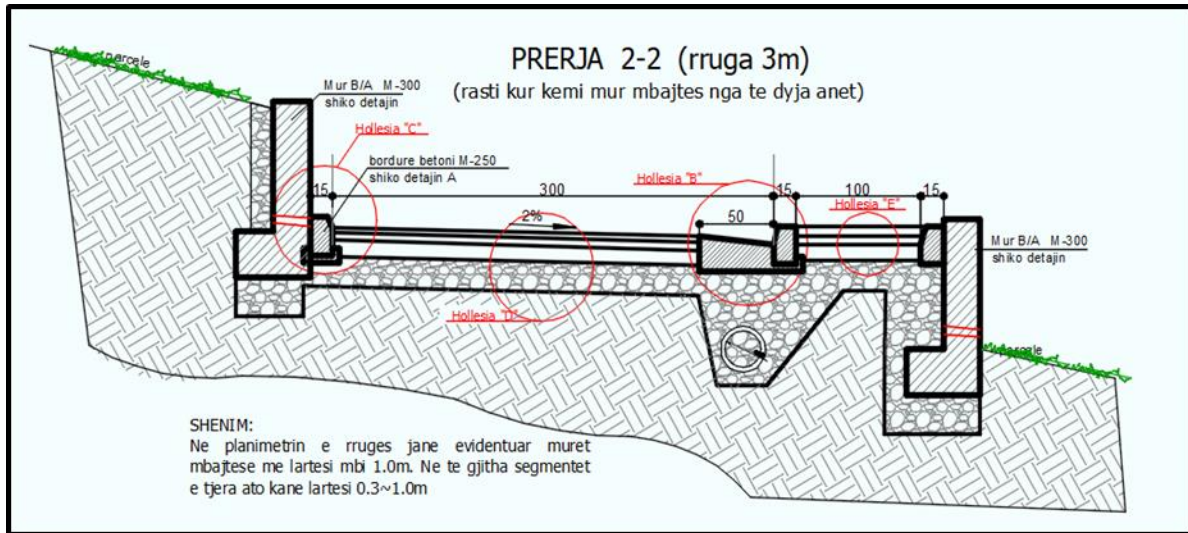 PRERJA 2-2 (rruga 3m)
(rasti kur kemi mur mbajtes nga te dyja anet)
parcele
Mur B/A M-300
shiko detajin
Hollesia "C"
bordure betoni M-250
shiko detajin A
Hollesia "B"
15
300
15
100
15
Hollesia "E"
2%
50
Mur B/A M-300
shiko detajin
Hollesia "D"
parcele
SHENIM:
Ne planimetrin e rruges jane evidentuar muret
mbajtese me lartesi mbi 1.0m. Ne te gjitha segmentet
e tjera ato kane lartesi 0.3~1.0m